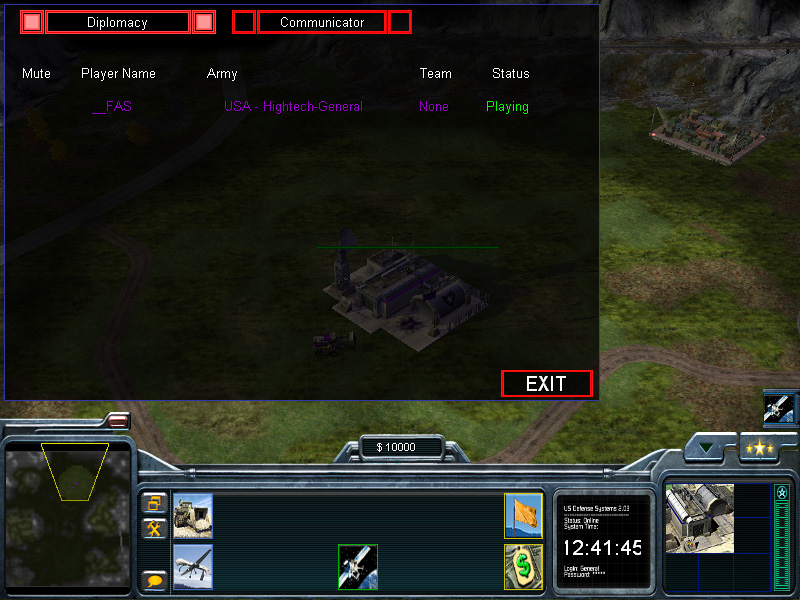 Diplomacy Communicator
Mute Player Name Army Team Status
__FAS USA - Hightech-General None Playing
EXIT
$ 10000
US Defense Systems 2.03
Status: Online
System Time:
12:41:45
Login: General
Password: *****